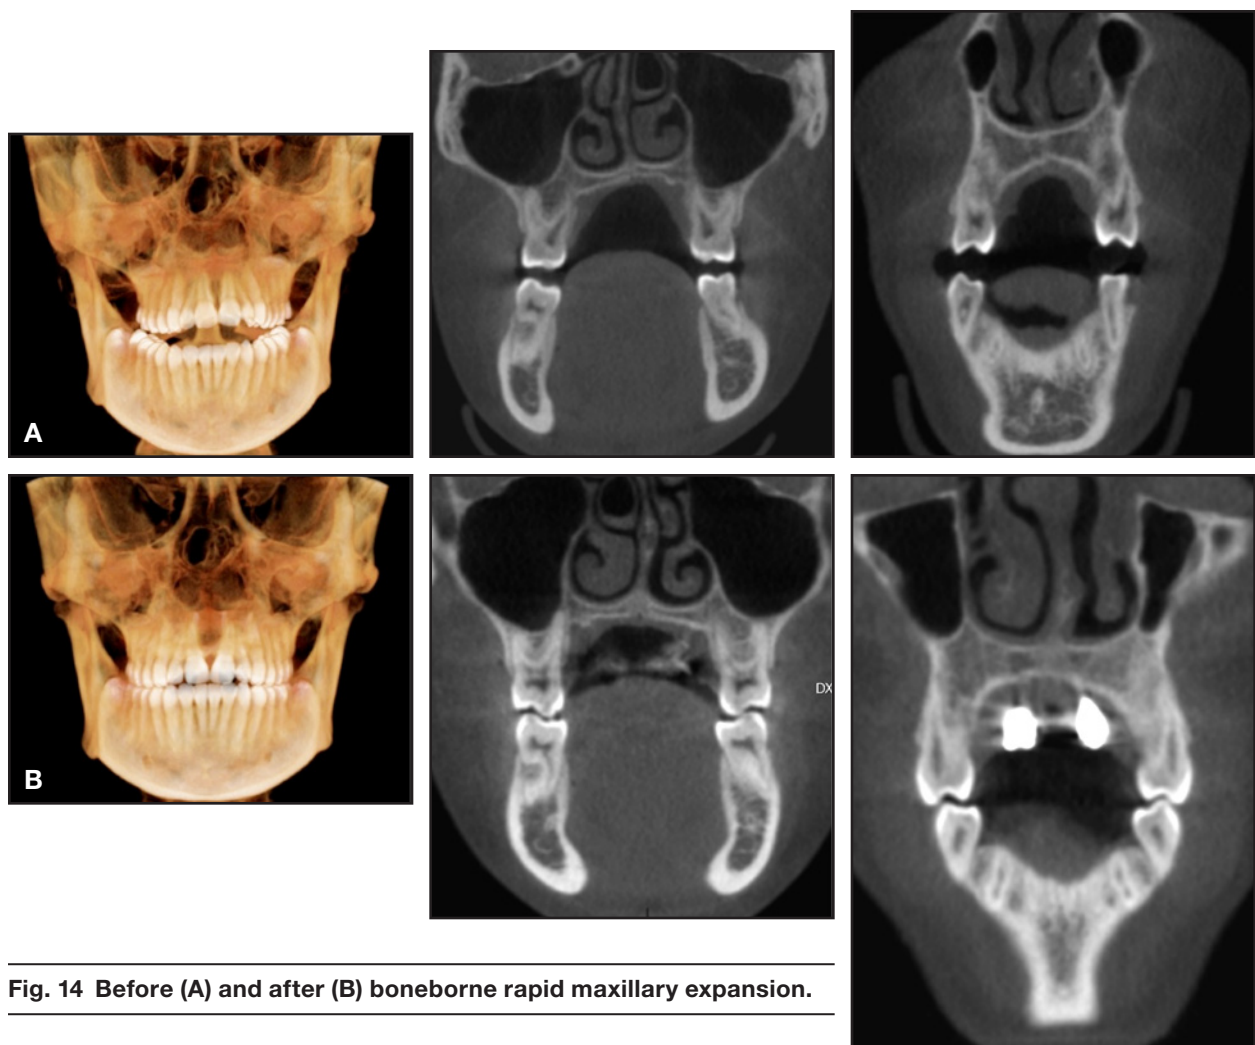 A
B
DX
Fig. 14 Before (A) and after (B) boneborne rapid maxillary expansion.